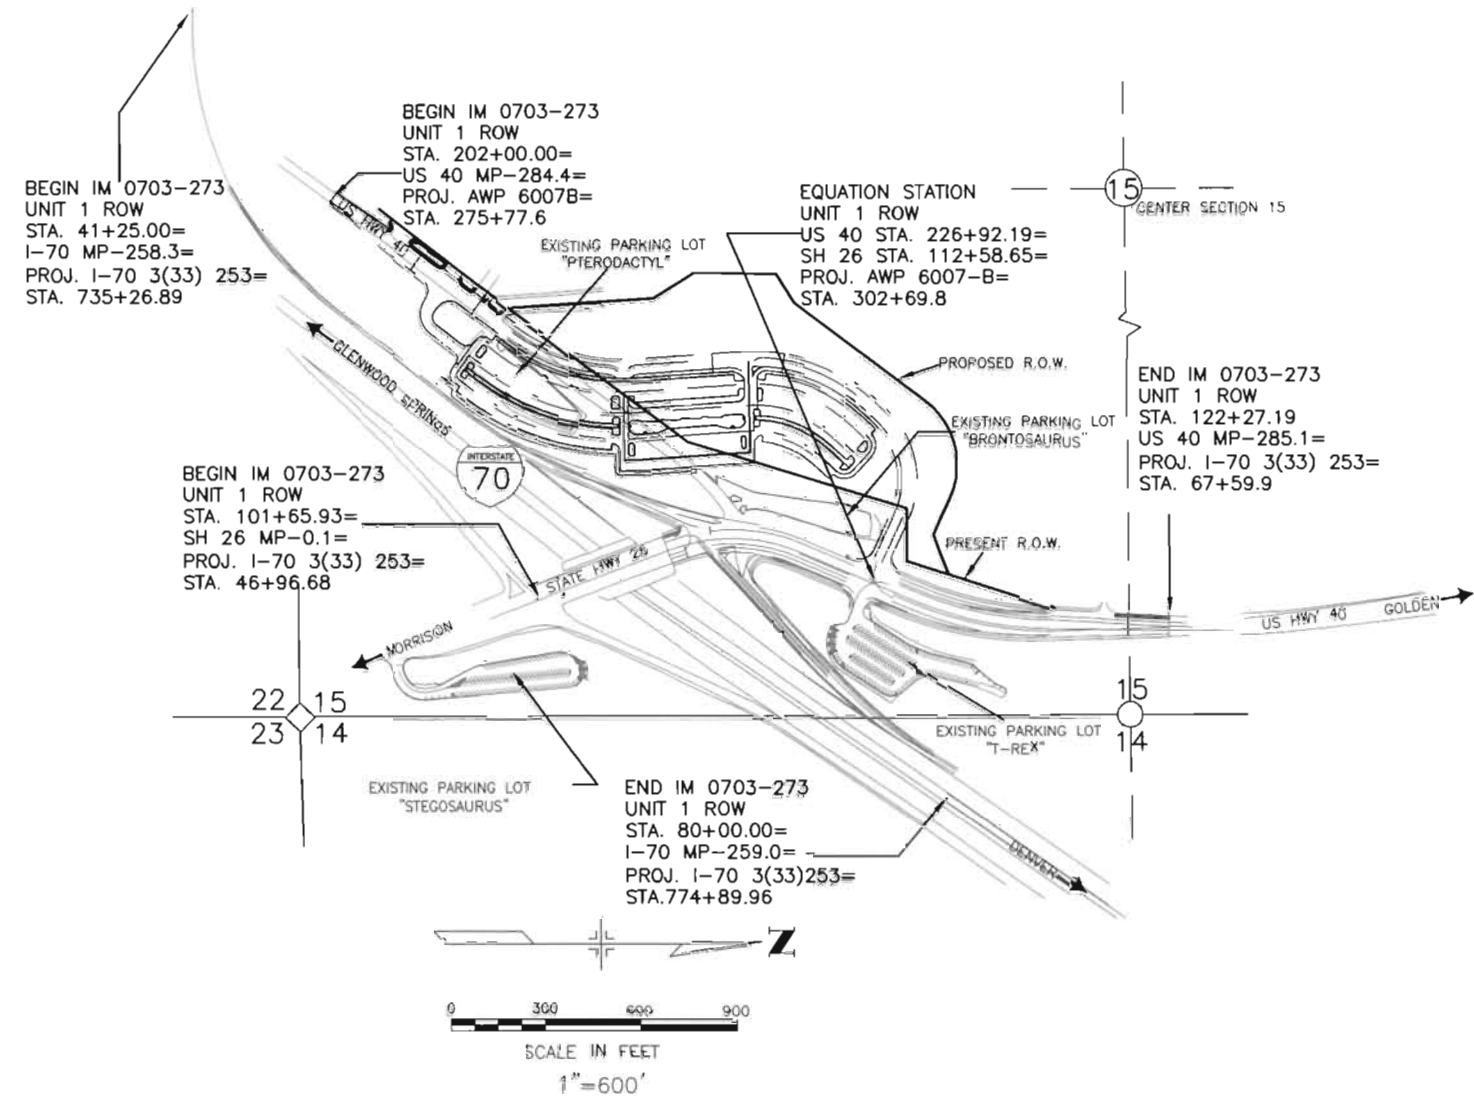 BEGIN IM 0703-273
UNIT 1 ROW
STA. 202+00.00=
US 40 MP-284.4=
PROJ. AWP 6007B=
STA. 275+77.6
BEGIN IM 0703-273
UNIT 1 ROW
STA. 41+25.00=
I-70 MP-258.3=
PROJ. I-70 3(33) 253=
STA. 735+26.89
US HWY 40
EXISTING PARKING LOT
"PTERODACTYL"
EQUATION STATION
UNIT 1 ROW
US 40 STA. 226+92.19=
SH 26 STA. 112+58.65=
PROJ. AWP 6007-B=
STA. 302+69.8
15
CENTER SECTION 15
GLENWOOD SPRINGS
PROPOSED R.O.W.
END IM 0703-273
UNIT 1 ROW
STA. 122+27.19
US 40 MP-285.1=
PROJ. I-70 3(33) 253=
STA. 67+59.9
EXISTING PARKING LOT
"BRONTOSAURUS"
INTERSTATE
70
BEGIN IM 0703-273
UNIT 1 ROW
STA. 101+65.93=
SH 26 MP-0.1=
PROJ. I-70 3(33) 253=
STA. 46+96.68
STATE HWY 26
PRESENT R.O.W.
US HWY 40 GOLDEN
MORRISON
22 15
23 14
15
14
EXISTING PARKING LOT
"T-REX"
EXISTING PARKING LOT
"STEGOSAURUS"
END IM 0703-273
UNIT 1 ROW
STA. 80+00.00=
I-70 MP-259.0=
PROJ. I-70 3(33)253=
STA.774+89.96
DENVER
N
0 300 600 900
SCALE IN FEET
1"=600'